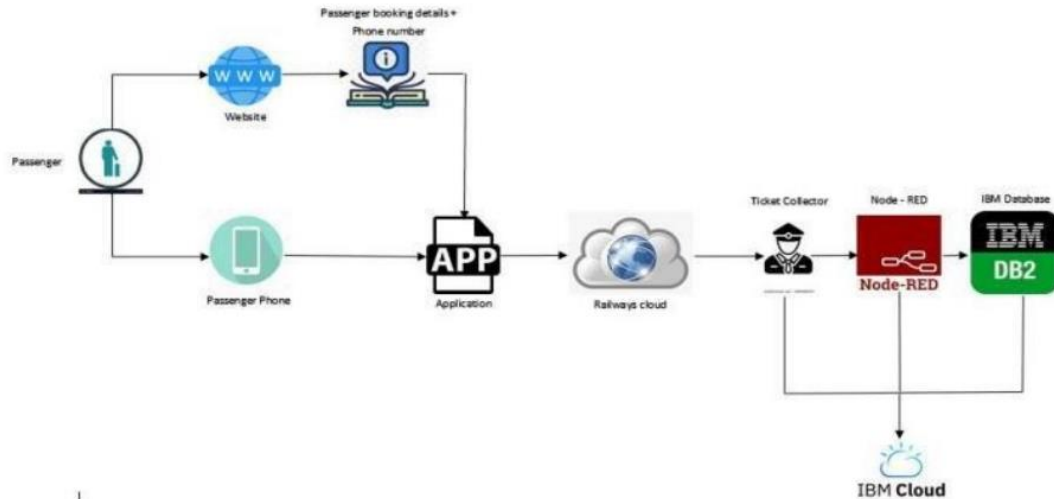 Passenger booking details +
Phone number
WWW
Website
Passenger
Ticket Collector
Node - RED
IBM Database
APP
IBM
DB2
Node-RED
Passenger Phone
Application
Railways cloud
IBM Cloud